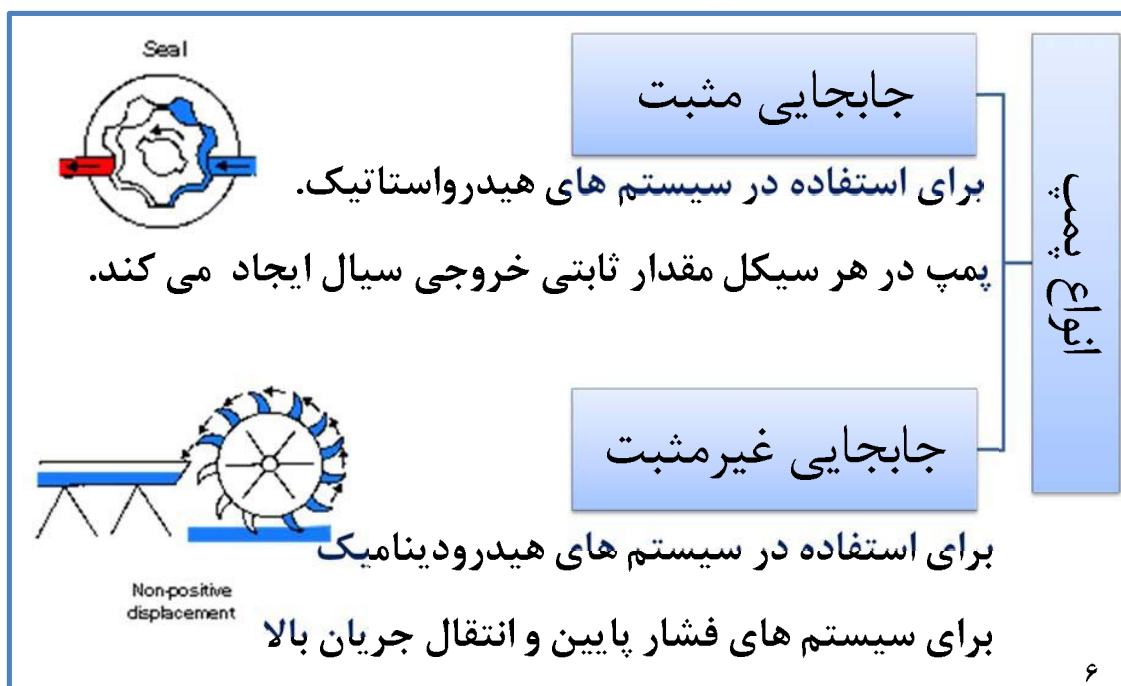 انواع پمپ
جابجایی مثبت
Seal
برای استفاده در سیستم های هیدرواستاتیک.
پمپ در هر سیکل مقدار ثابتی خروجی سیال ایجاد می کند.
جابجایی غیرمثبت
برای استفاده در سیستم های هیدرودینامیک
Non-positive
displacement
برای سیستم های فشار پایین و انتقال جریان بالا
۶